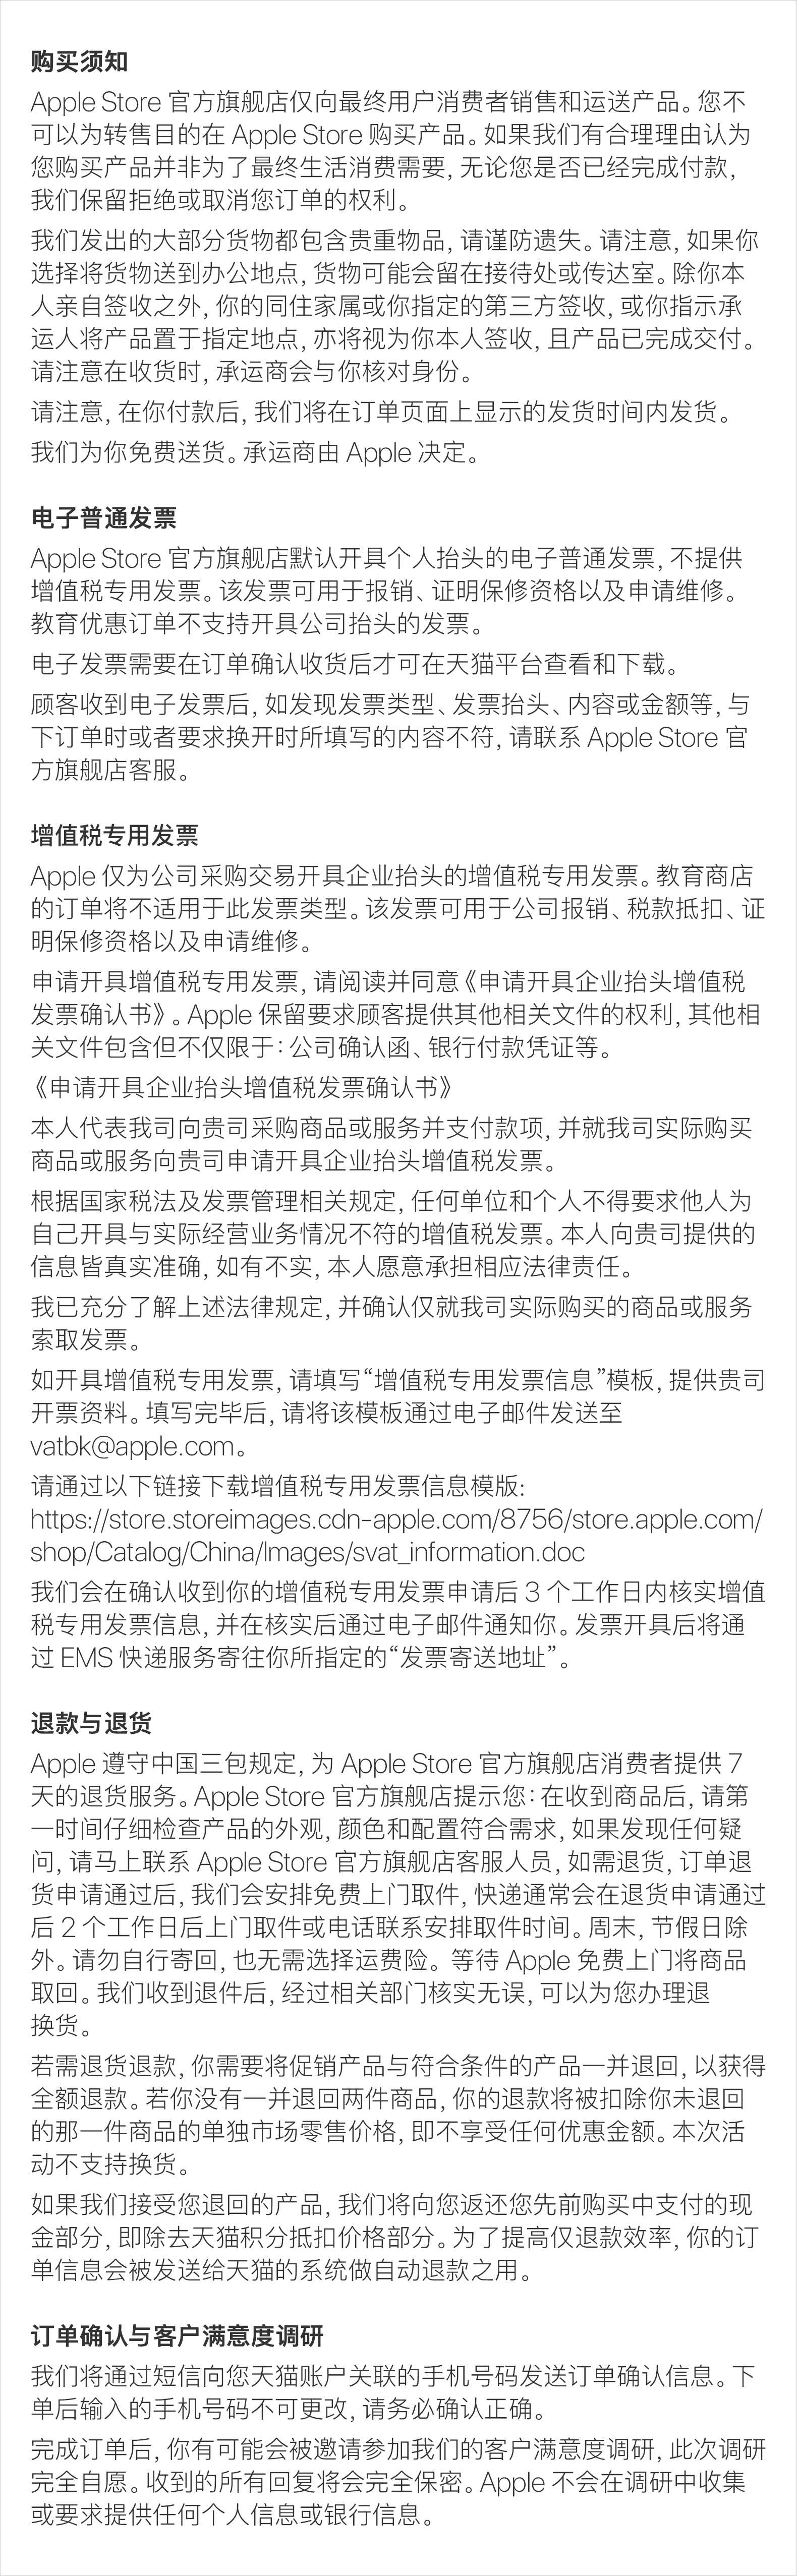 购买须知
Apple Store 官方旗舰店仅向最终用户消费者销售和运送产品。您不
可以为转售目的在 Apple Store 购买产品。如果我们有合理理由认为
您购买产品并非为了最终生活消费需要, 无论您是否已经完成付款,
我们保留拒绝或取消您订单的权利。
我们发出的大部分货物都包含贵重物品, 请谨防遗失。请注意, 如果你
选择将货物送到办公地点, 货物可能会留在接待处或传达室。除你本
人亲自签收之外, 你的同住家属或你指定的第三方签收, 或你指示承
运人将产品置于指定地点, 亦将视为你本人签收, 且产品已完成交付。
请注意在收货时, 承运商会与你核对身份。
请注意, 在你付款后, 我们将在订单页面上显示的发货时间内发货。
我们为你免费送货。承运商由 Apple 决定。
电子普通发票
Apple Store 官方旗舰店默认开具个人抬头的电子普通发票, 不提供
增值税专用发票。该发票可用于报销、证明保修资格以及申请维修。
教育优惠订单不支持开具公司抬头的发票。
电子发票需要在订单确认收货后才可在天猫平台查看和下载。
顾客收到电子发票后, 如发现发票类型、发票抬头、内容或金额等, 与
下订单时或者要求换开时所填写的内容不符, 请联系 Apple Store 官
方旗舰店客服。
增值税专用发票
Apple 仅为公司采购交易开具企业抬头的增值税专用发票。教育商店
的订单将不适用于此发票类型。该发票可用于公司报销、税款抵扣、证
明保修资格以及申请维修。
申请开具增值税专用发票, 请阅读并同意《申请开具企业抬头增值税
发票确认书》。Apple 保留要求顾客提供其他相关文件的权利, 其他相
关文件包含但不仅限于: 公司确认函、银行付款凭证等。
《申请开具企业抬头增值税发票确认书》
本人代表我司向贵司采购商品或服务并支付款项, 并就我司实际购买
商品或服务向贵司申请开具企业抬头增值税发票。
根据国家税法及发票管理相关规定, 任何单位和个人不得要求他人为
自己开具与实际经营业务情况不符的增值税发票。本人向贵司提供的
信息皆真实准确, 如有不实, 本人愿意承担相应法律责任。
我已充分了解上述法律规定, 并确认仅就我司实际购买的商品或服务
索取发票。
如开具增值税专用发票, 请填写“增值税专用发票信息”模板, 提供贵司
开票资料。填写完毕后, 请将该模板通过电子邮件发送至
vatbk@apple.com。
请通过以下链接下载增值税专用发票信息模版:
https://store.storeimages.cdn-apple.com/8756/store.apple.com/
shop/Catalog/China/Images/svat_information.doc
我们会在确认收到你的增值税专用发票申请后 3 个工作日内核实增值
税专用发票信息, 并在核实后通过电子邮件通知你。发票开具后将通
过 EMS 快递服务寄往你所指定的“发票寄送地址”。
退款与退货
Apple 遵守中国三包规定, 为 Apple Store 官方旗舰店消费者提供 7
天的退货服务。Apple Store 官方旗舰店提示您: 在收到商品后, 请第
一时间仔细检查产品的外观, 颜色和配置符合需求, 如果发现任何疑
问, 请马上联系 Apple Store 官方旗舰店客服人员, 如需退货, 订单退
货申请通过后, 我们会安排免费上门取件, 快递通常会在退货申请通过
后 2 个工作日后上门取件或电话联系安排取件时间。周末, 节假日除
外。请勿自行寄回, 也无需选择运费险。等待 Apple 免费上门将商品
取回。我们收到退件后, 经过相关部门核实无误, 可以为您办理退
换货。
若需退货退款, 你需要将促销产品与符合条件的产品一并退回, 以获得
全额退款。若你没有一并退回两件商品, 你的退款将被扣除你未退回
的那一件商品的单独市场零售价格, 即不享受任何优惠金额。本次活
动不支持换货。
如果我们接受您退回的产品, 我们将向您返还您先前购买中支付的现
金部分, 即除去天猫积分抵扣价格部分。为了提高仅退款效率, 你的订
单信息会被发送给天猫的系统做自动退款之用。
订单确认与客户满意度调研
我们将通过短信向您天猫账户关联的手机号码发送订单确认信息。下
单后输入的手机号码不可更改, 请务必确认正确。
完成订单后, 你有可能会被邀请参加我们的客户满意度调研, 此次调研
完全自愿。收到的所有回复将会完全保密。Apple 不会在调研中收集
或要求提供任何个人信息或银行信息。